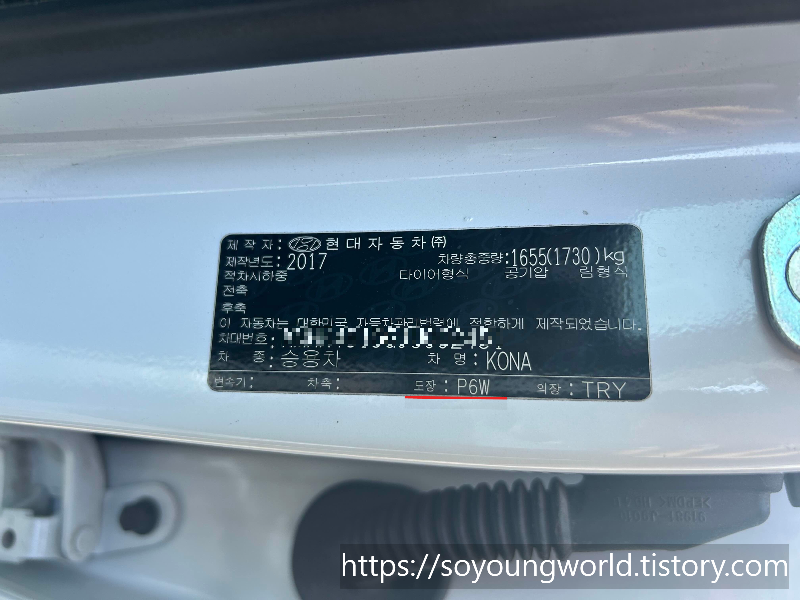 제작자: 현대자동차㈜
제작년도: 2017 차량총중량: 1655(1730)kg
적차시하중 타이어형식 공기압 림형식
전축
후축
이 자동차는 대한민국 자동차관리법령에 적합하게 제작되었습니다.
차대번호:
차 종: 승용차 차 명: KONA
변속기: 차축: 도장: P6W 의장: TRY
>EPDM<
https://soyoungworld.tistory.com